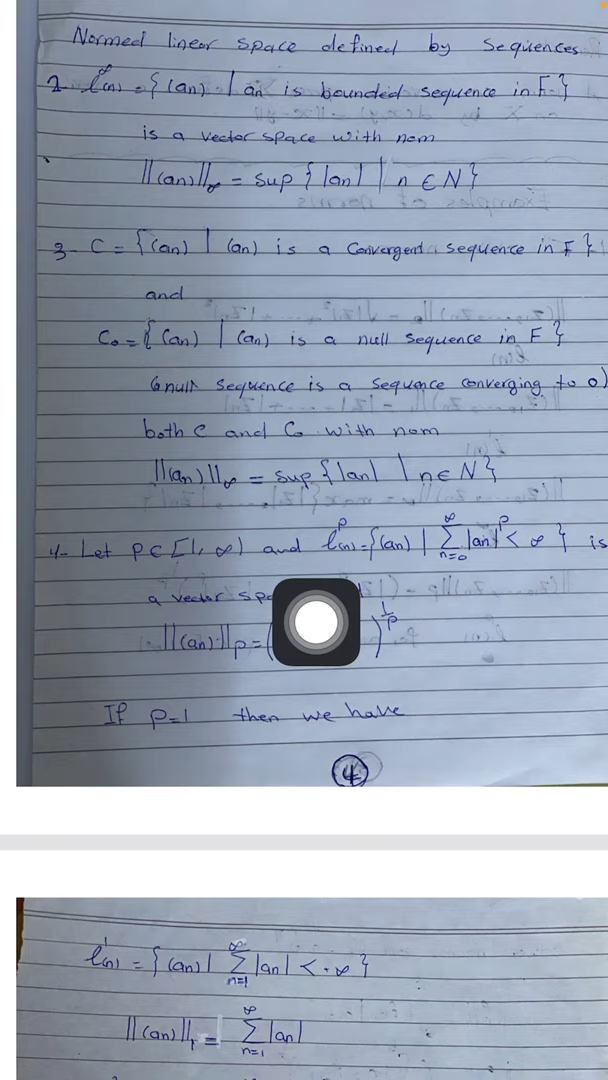 Normed linear space defined by sequences
2- l^∞(N) = { (an) | an is bounded sequence in F }
is a vector space with nom
||(an)||∞ = sup { |an| | n ∈ N }
3- C = { (an) | (an) is a Convergent sequence in F }
and
C₀ = { (an) | (an) is a null sequence in F }
(null sequence is a sequence converging to 0)
both C and C₀ with nom
||(an)||∞ = sup { |an| | n ∈ N }
4- Let P ∈ [1, ∞) and l^p(N) = { (an) | ∑_{n=0}^∞ |an|^p < ∞ } is
a vector
||(an)||p = ( )^{1/p}
If P=1 then we have
4
l^1(N) = { (an) | ∑_{n=1}^∞ |an| < ∞ }
||(an)||₁ = ∑_{n=1}^∞ |an|